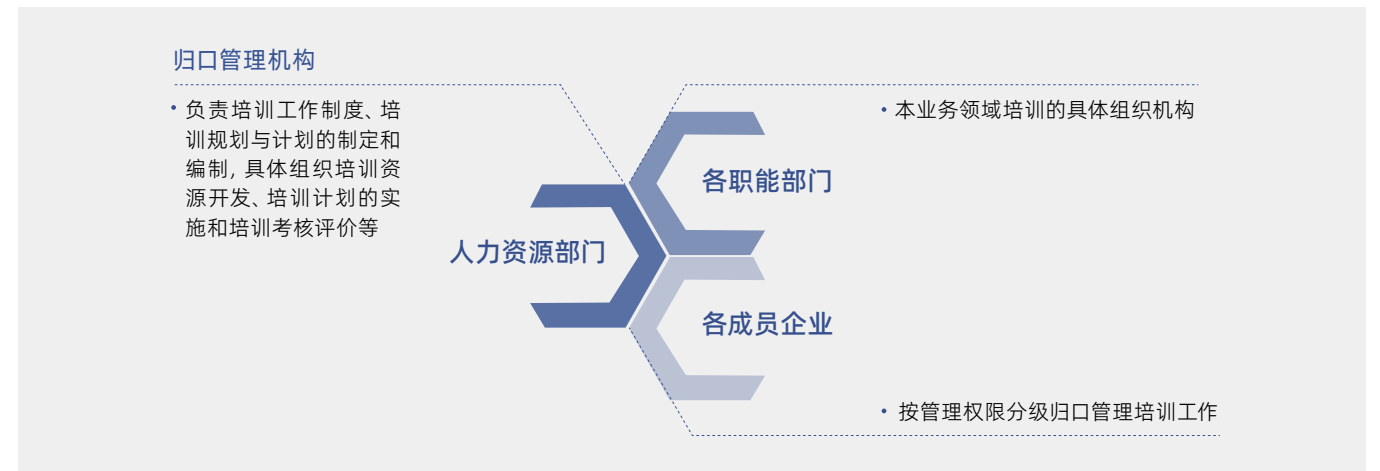 归口管理机构
• 负责培训工作制度、培
训规划与计划的制定和
编制, 具体组织培训资
源开发、培训计划的实
施和培训考核评价等
人力资源部门
• 本业务领域培训的具体组织机构
各职能部门
各成员企业
• 按管理权限分级归口管理培训工作